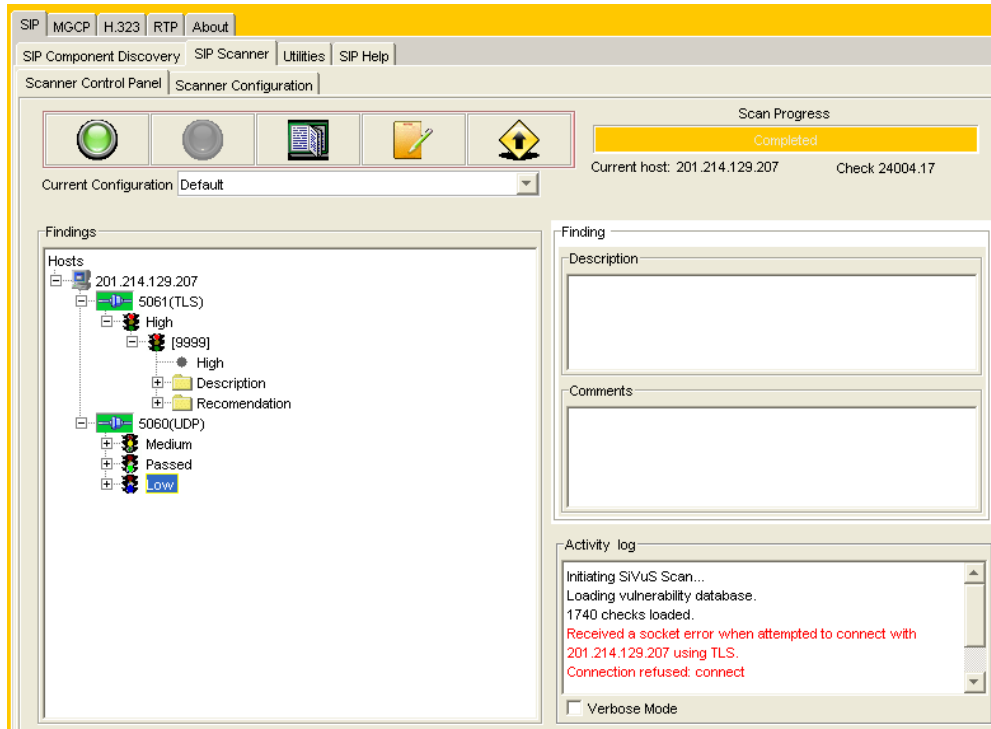 SIP MGCP H.323 RTP About
SIP Component Discovery SIP Scanner Utilities SIP Help
Scanner Control Panel Scanner Configuration
Scan Progress
Completed
Current host: 201.214.129.207 Check 24004.17
Current Configuration Default
Findings
Hosts
201.214.129.207
5061(TLS)
High
[9999]
High
Description
Recomendation
5060(UDP)
Medium
Passed
Low
Finding
Description
Comments
Activity log
Initiating SiVuS Scan...
Loading vulnerability database.
1740 checks loaded.
Received a socket error when attempted to connect with
201.214.129.207 using TLS.
Connection refused: connect
Verbose Mode